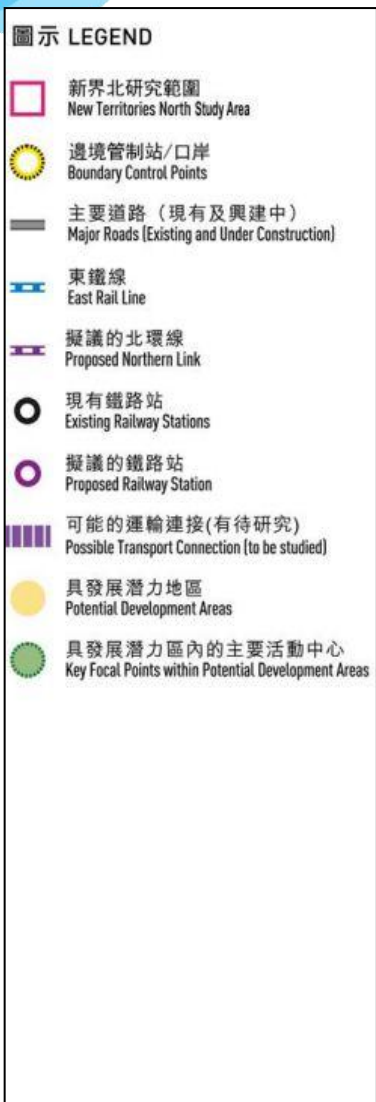 圖示 LEGEND
新界北研究範圍
New Territories North Study Area
邊境管制站/口岸
Boundary Control Points
主要道路（現有及興建中）
Major Roads (Existing and Under Construction)
東鐵線
East Rail Line
擬議的北環線
Proposed Northern Link
現有鐵路站
Existing Railway Stations
擬議的鐵路站
Proposed Railway Station
可能的運輸連接(有待研究)
Possible Transport Connection (to be studied)
具發展潛力地區
Potential Development Areas
具發展潛力區內的主要活動中心
Key Focal Points within Potential Development Areas